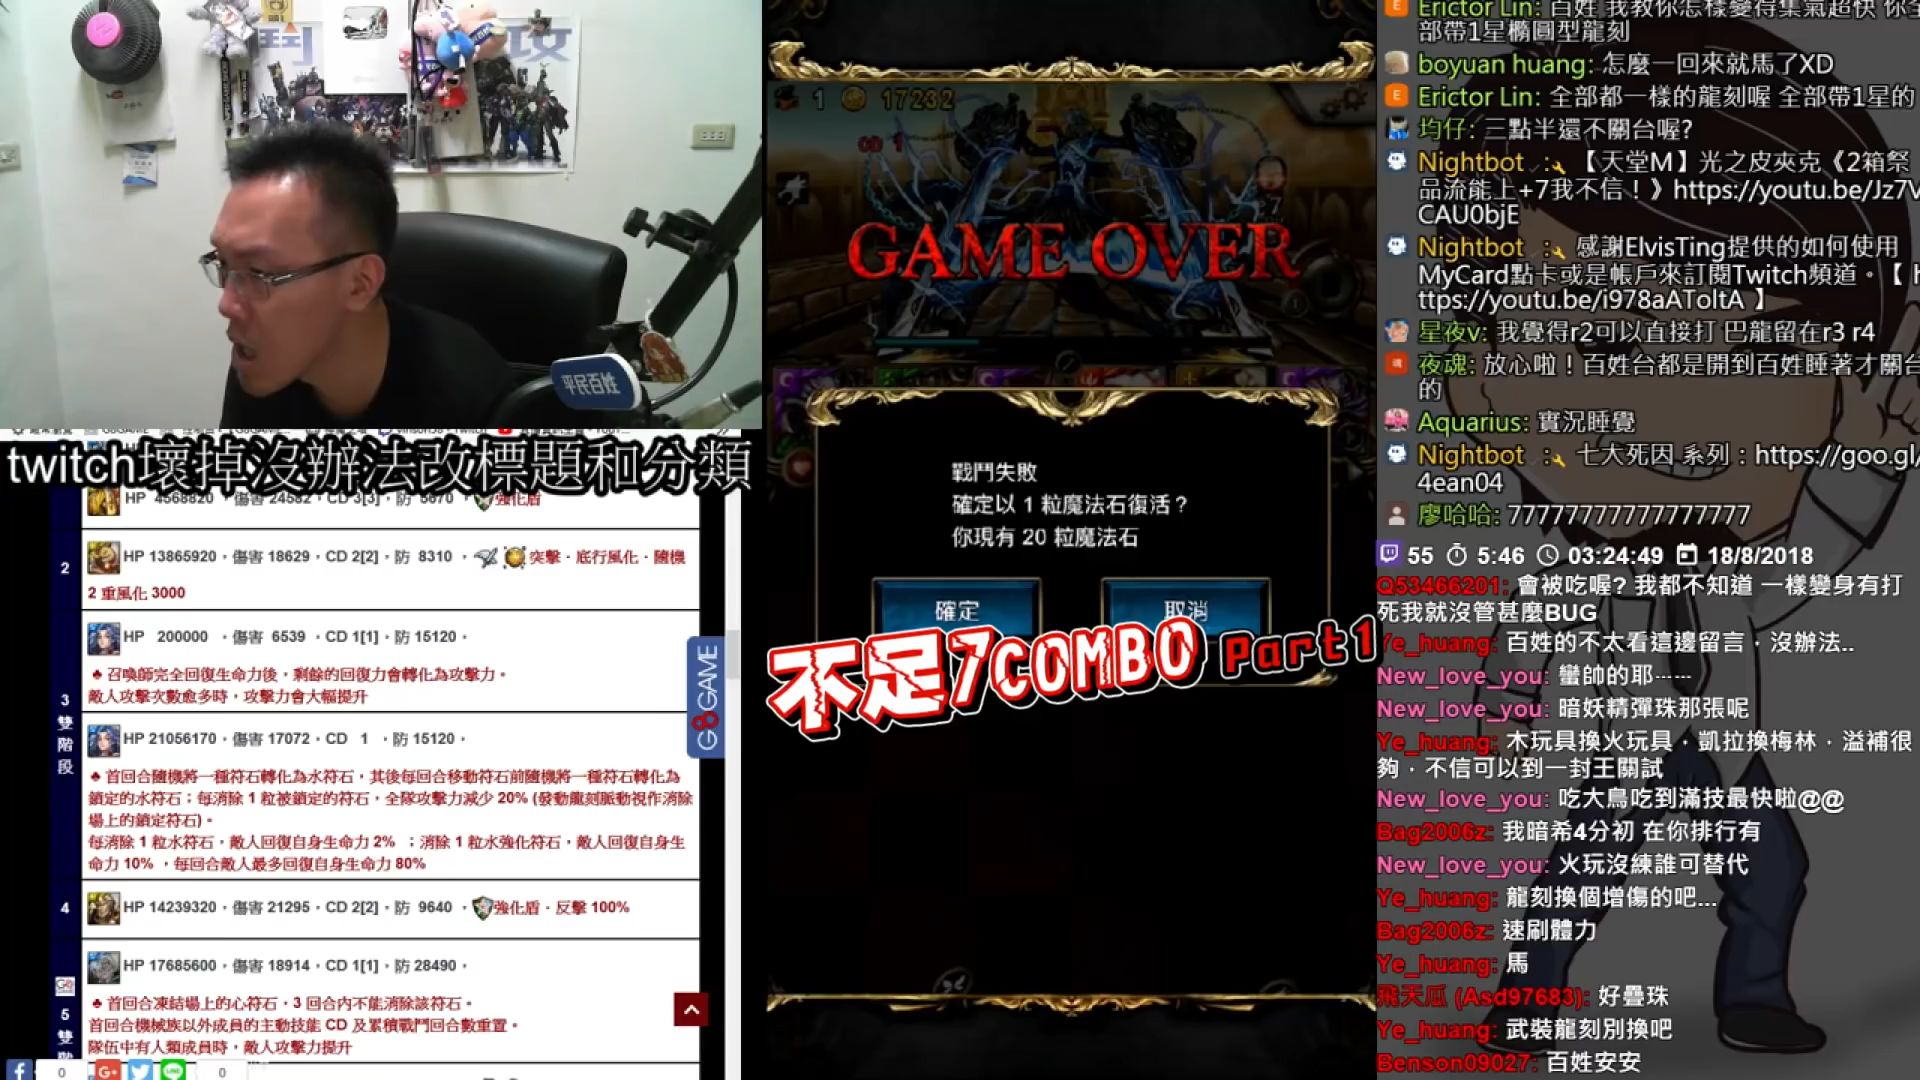 鬥
攻
平民百姓
twitch壞掉沒辦法改標題和分類
HP 4568820，傷害 24582，CD 3[3]，防 5670，強化盾
2
HP 13865920，傷害 18629，CD 2[2]，防 8310，突擊．底行風化．隨機
2 重風化 3000
3
雙
階
段
HP 200000 ，傷害 6539，CD 1[1]，防 15120。
♣ 召喚師完全回復生命力後，剩餘的回復力會轉化為攻擊力。
敵人攻擊次數愈多時，攻擊力會大幅提升
HP 21056170，傷害 17072，CD 1 ，防 15120。
♣ 首回合隨機將一種符石轉化為水符石，其後每回合移動符石前隨機將一種符石轉化為
鎖定的水符石；每消除 1 粒被鎖定的符石，全隊攻擊力減少 20% (發動龍刻脈動視作消除
場上的鎖定符石)。
每消除 1 粒水符石，敵人回復自身生命力 2% ；消除 1 粒水強化符石，敵人回復自身生
命力 10% ，每回合敵人最多回復自身生命力 80%
4
HP 14239320，傷害 21295，CD 2[2]，防 9640，強化盾．反擊 100%
5
雙
HP 17685600，傷害 18914，CD 1[1]，防 28490。
♣ 首回合凍結場上的心符石，3 回合內不能消除該符石。
首回合機械族以外成員的主動技能 CD 及累積戰鬥回合數重置。
隊伍中有人類成員時，敵人攻擊力提升
0
0
G8GAME
1 17232
CD 1
GAME OVER
戰鬥失敗
確定以 1 粒魔法石復活？
你現有 20 粒魔法石
確定
取消
不足7COMBO Part1
Erictor Lin: 百姓 我教你怎樣變得集氣超快 你全
部帶1星橢圓型龍刻
boyuan huang: 怎麼一回來就馬了XD
Erictor Lin: 全部都一樣的龍刻喔 全部帶1星的
均仔: 三點半還不關台喔?
Nightbot : 【天堂M】光之皮夾克《2箱祭
品流能上+7我不信！》https://youtu.be/Jz7V
CAU0bjE
Nightbot : 感謝ElvisTing提供的如何使用
MyCard點卡或是帳戶來訂閱Twitch頻道。【 h
ttps://youtu.be/i978aAToltA 】
星夜v: 我覺得r2可以直接打 巴龍留在r3 r4
夜魂: 放心啦！百姓台都是開到百姓睡著才關台
的
Aquarius: 實況睡覺
Nightbot : 七大死因 系列：https://goo.gl/
4ean04
廖哈哈: 77777777777777777
55 5:46 03:24:49 18/8/2018
Q53466201: 會被吃喔? 我都不知道 一樣變身有打
死我就沒管甚麼BUG
Ye_huang: 百姓的不太看這邊留言．沒辦法..
New_love_you: 蠻帥的耶……
New_love_you: 暗妖精彈珠那張呢
Ye_huang: 木玩具換火玩具．凱拉換梅林．溢補很
夠．不信可以到一封王關試
New_love_you: 吃大鳥吃到滿技最快啦@@
Bag2006z: 我暗希4分初 在你排行有
New_love_you: 火玩沒練誰可替代
Ye_huang: 龍刻換個增傷的吧...
Bag2006z: 速刷體力
Ye_huang: 馬
飛天瓜 (Asd97683): 好疊珠
Ye_huang: 武裝龍刻別換吧
Benson09027: 百姓安安